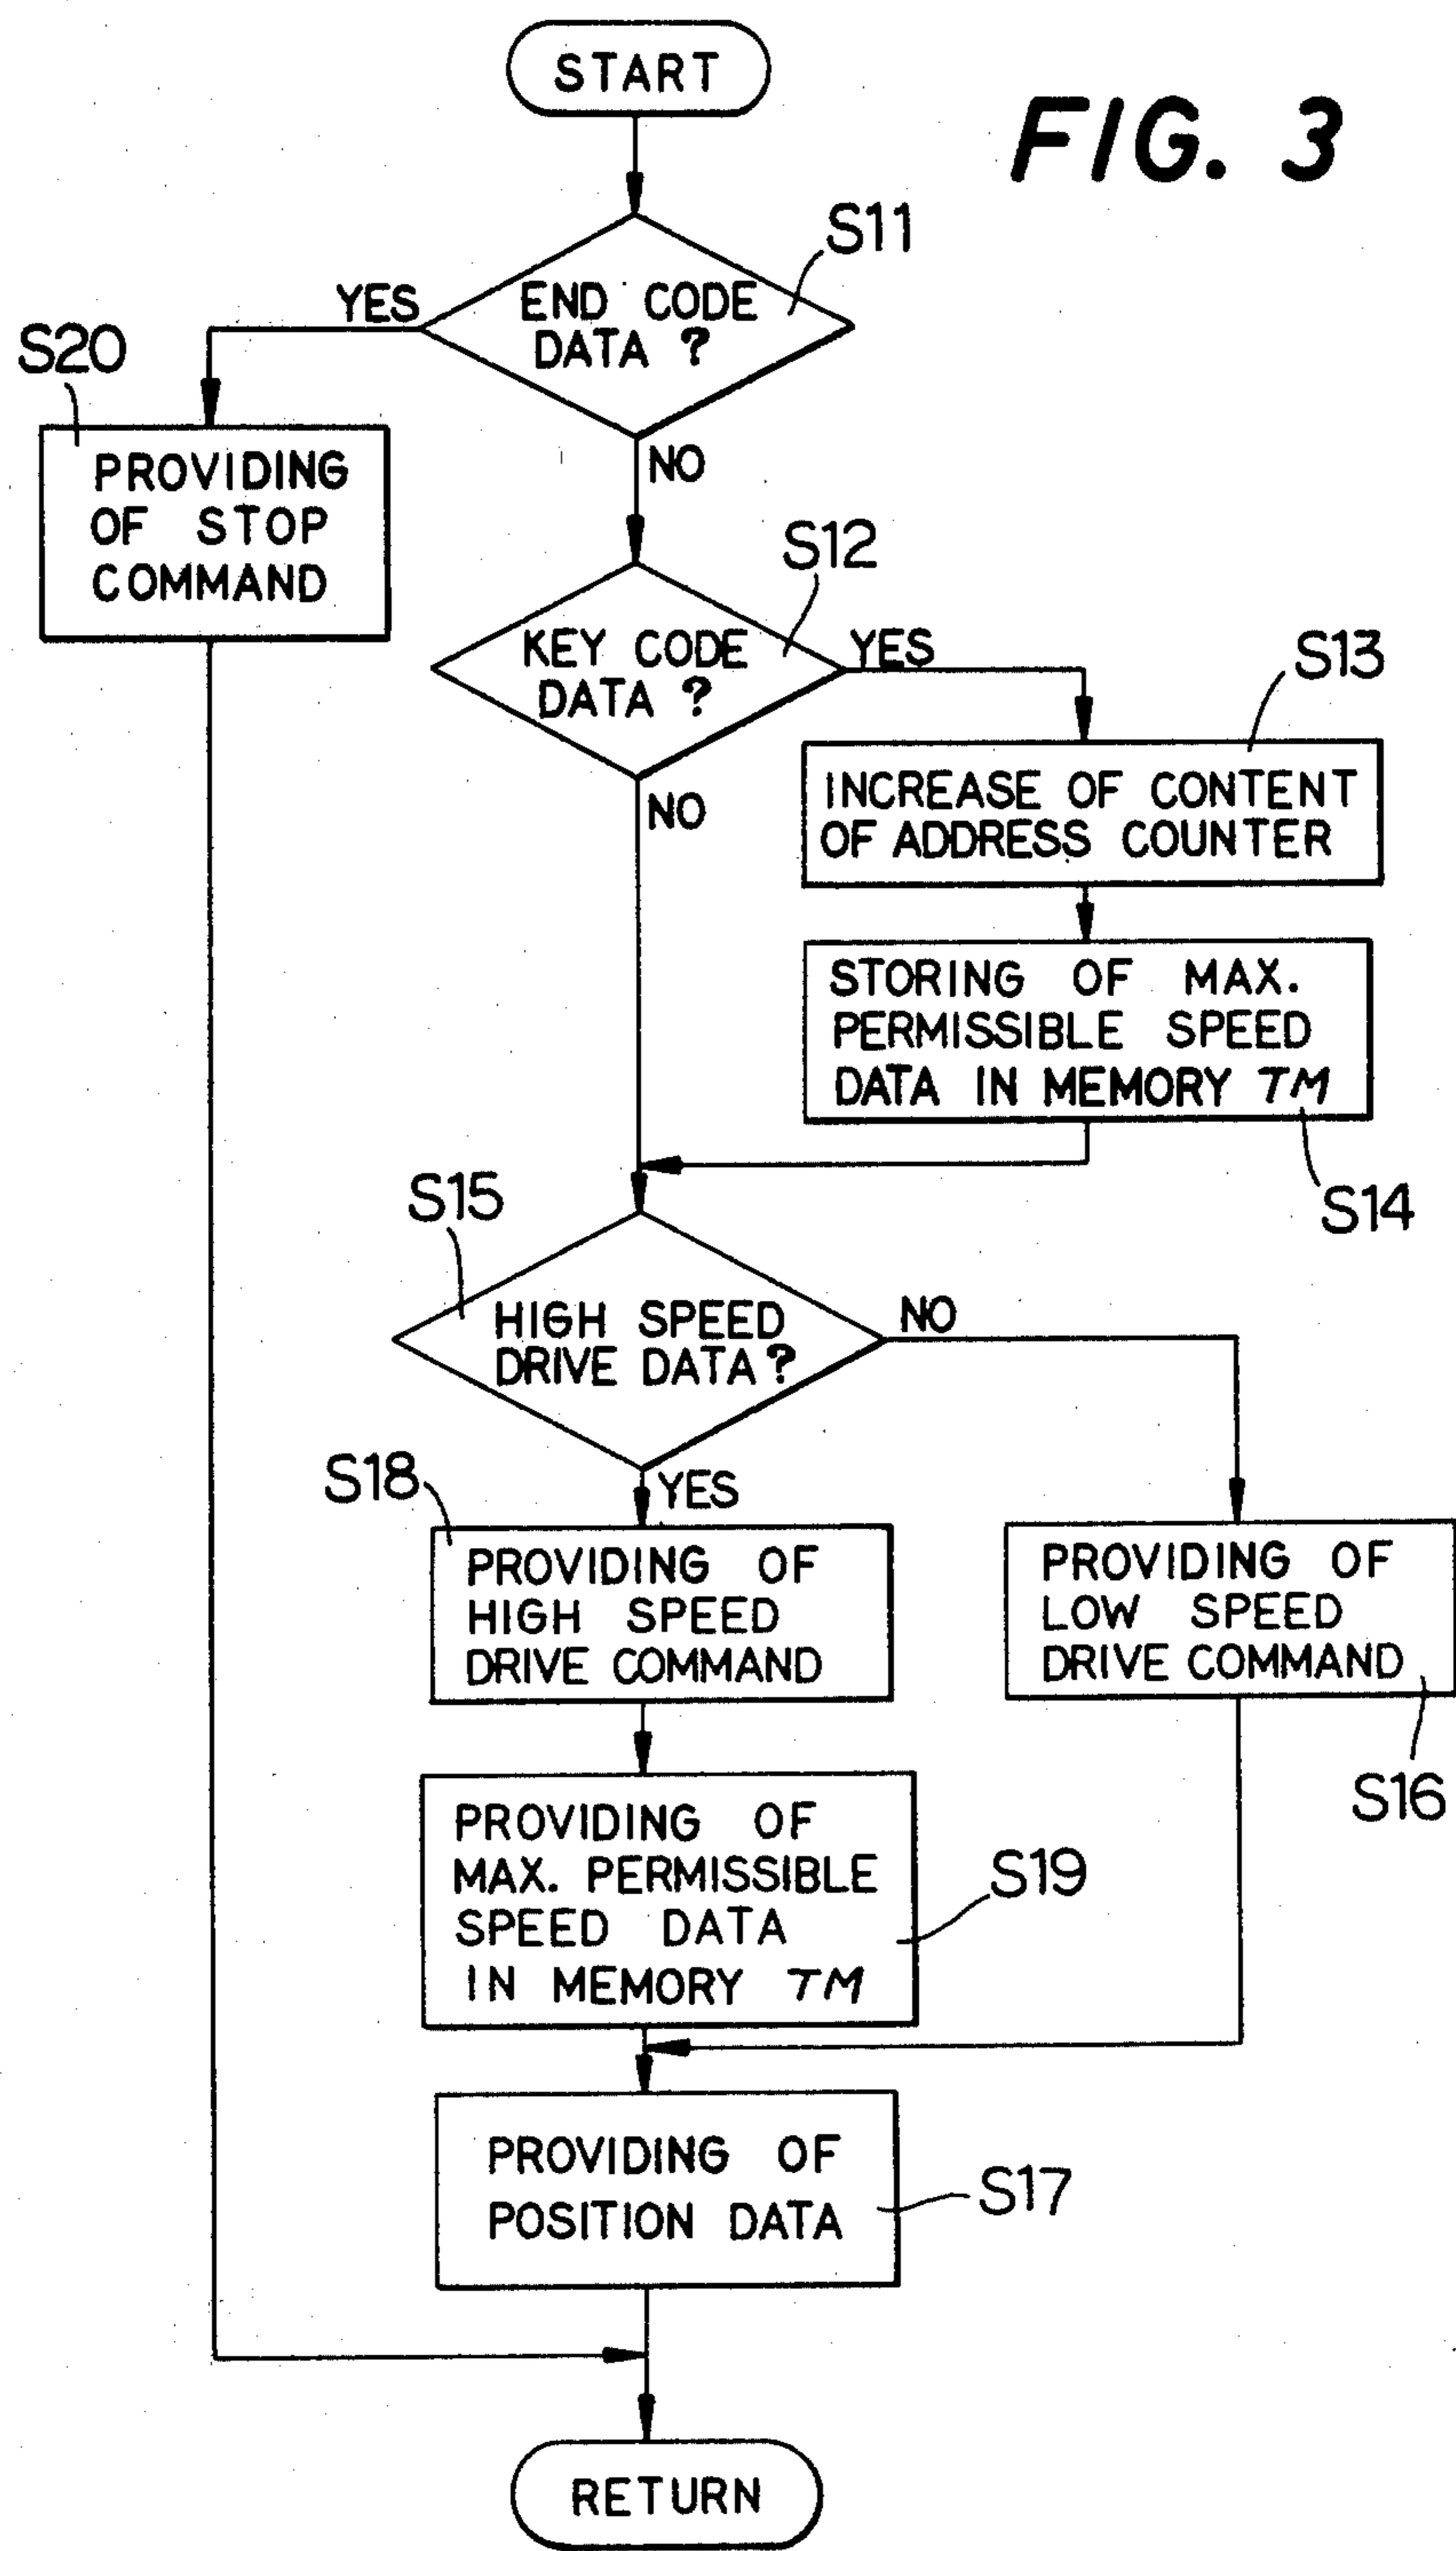 START
FIG. 3
S11
YES
END CODE
DATA ?
S20
NO
PROVIDING
OF STOP
COMMAND
S12
KEY CODE
DATA ?
YES
S13
NO
INCREASE OF CONTENT
OF ADDRESS COUNTER
STORING OF MAX.
PERMISSIBLE SPEED
DATA IN MEMORY TM
S14
S15
HIGH SPEED
DRIVE DATA?
NO
YES
S18
PROVIDING OF
HIGH SPEED
DRIVE COMMAND
PROVIDING OF
LOW SPEED
DRIVE COMMAND
S16
PROVIDING OF
MAX. PERMISSIBLE
SPEED DATA
IN MEMORY TM
S19
PROVIDING OF
POSITION DATA
S17
RETURN